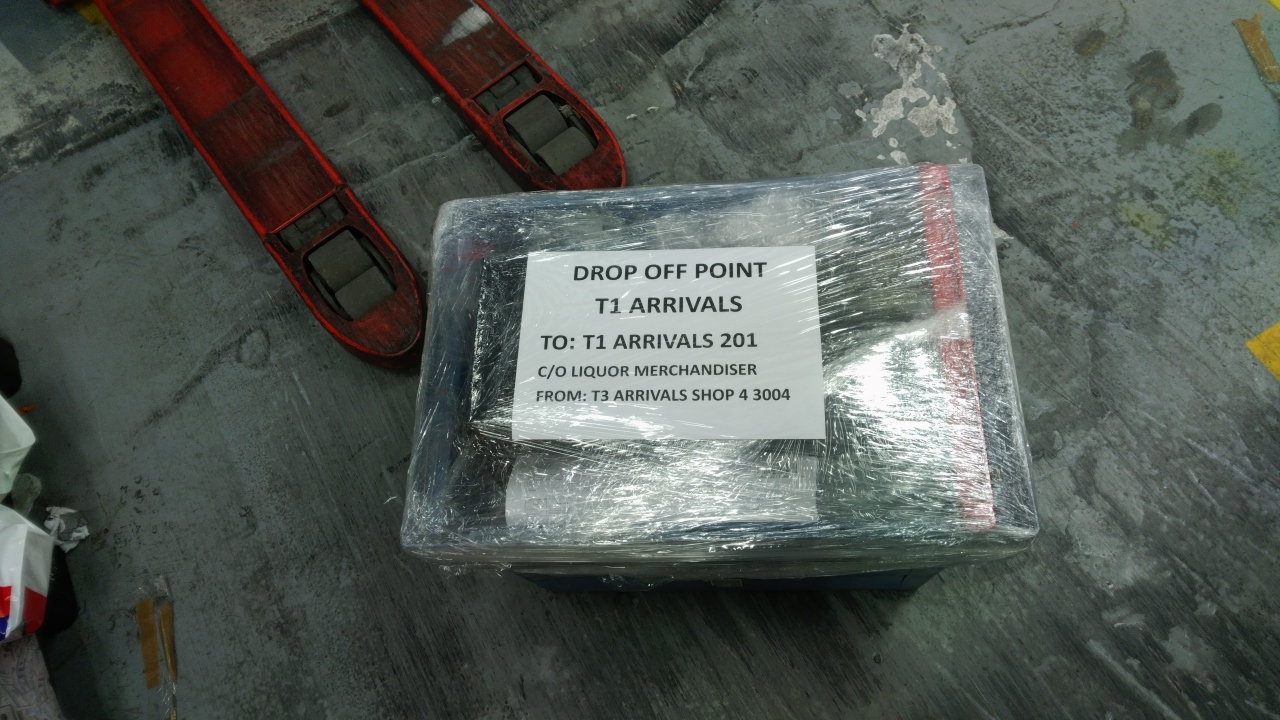 DROP OFF POINT
T1 ARRIVALS
TO: T1 ARRIVALS 201
C/O LIQUOR MERCHANDISER
FROM: T3 ARRIVALS SHOP 4 3004